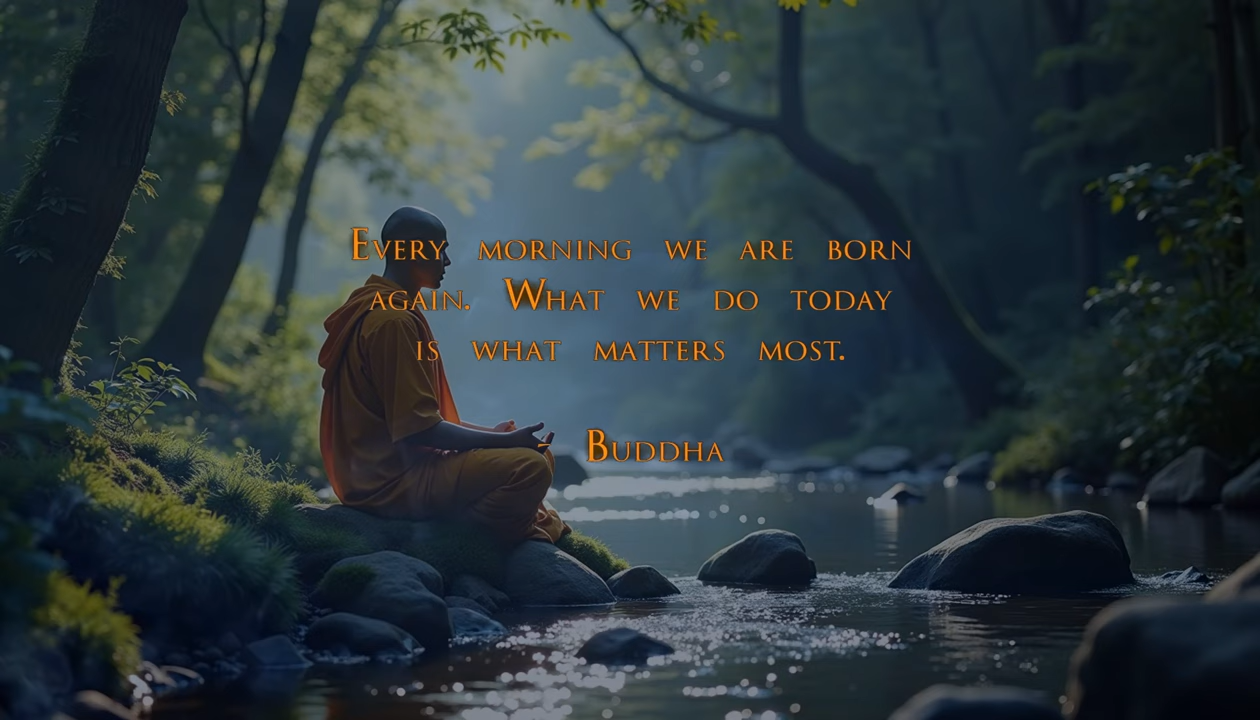 Every morning we are born
again. What we do today
is what matters most.
- Buddha